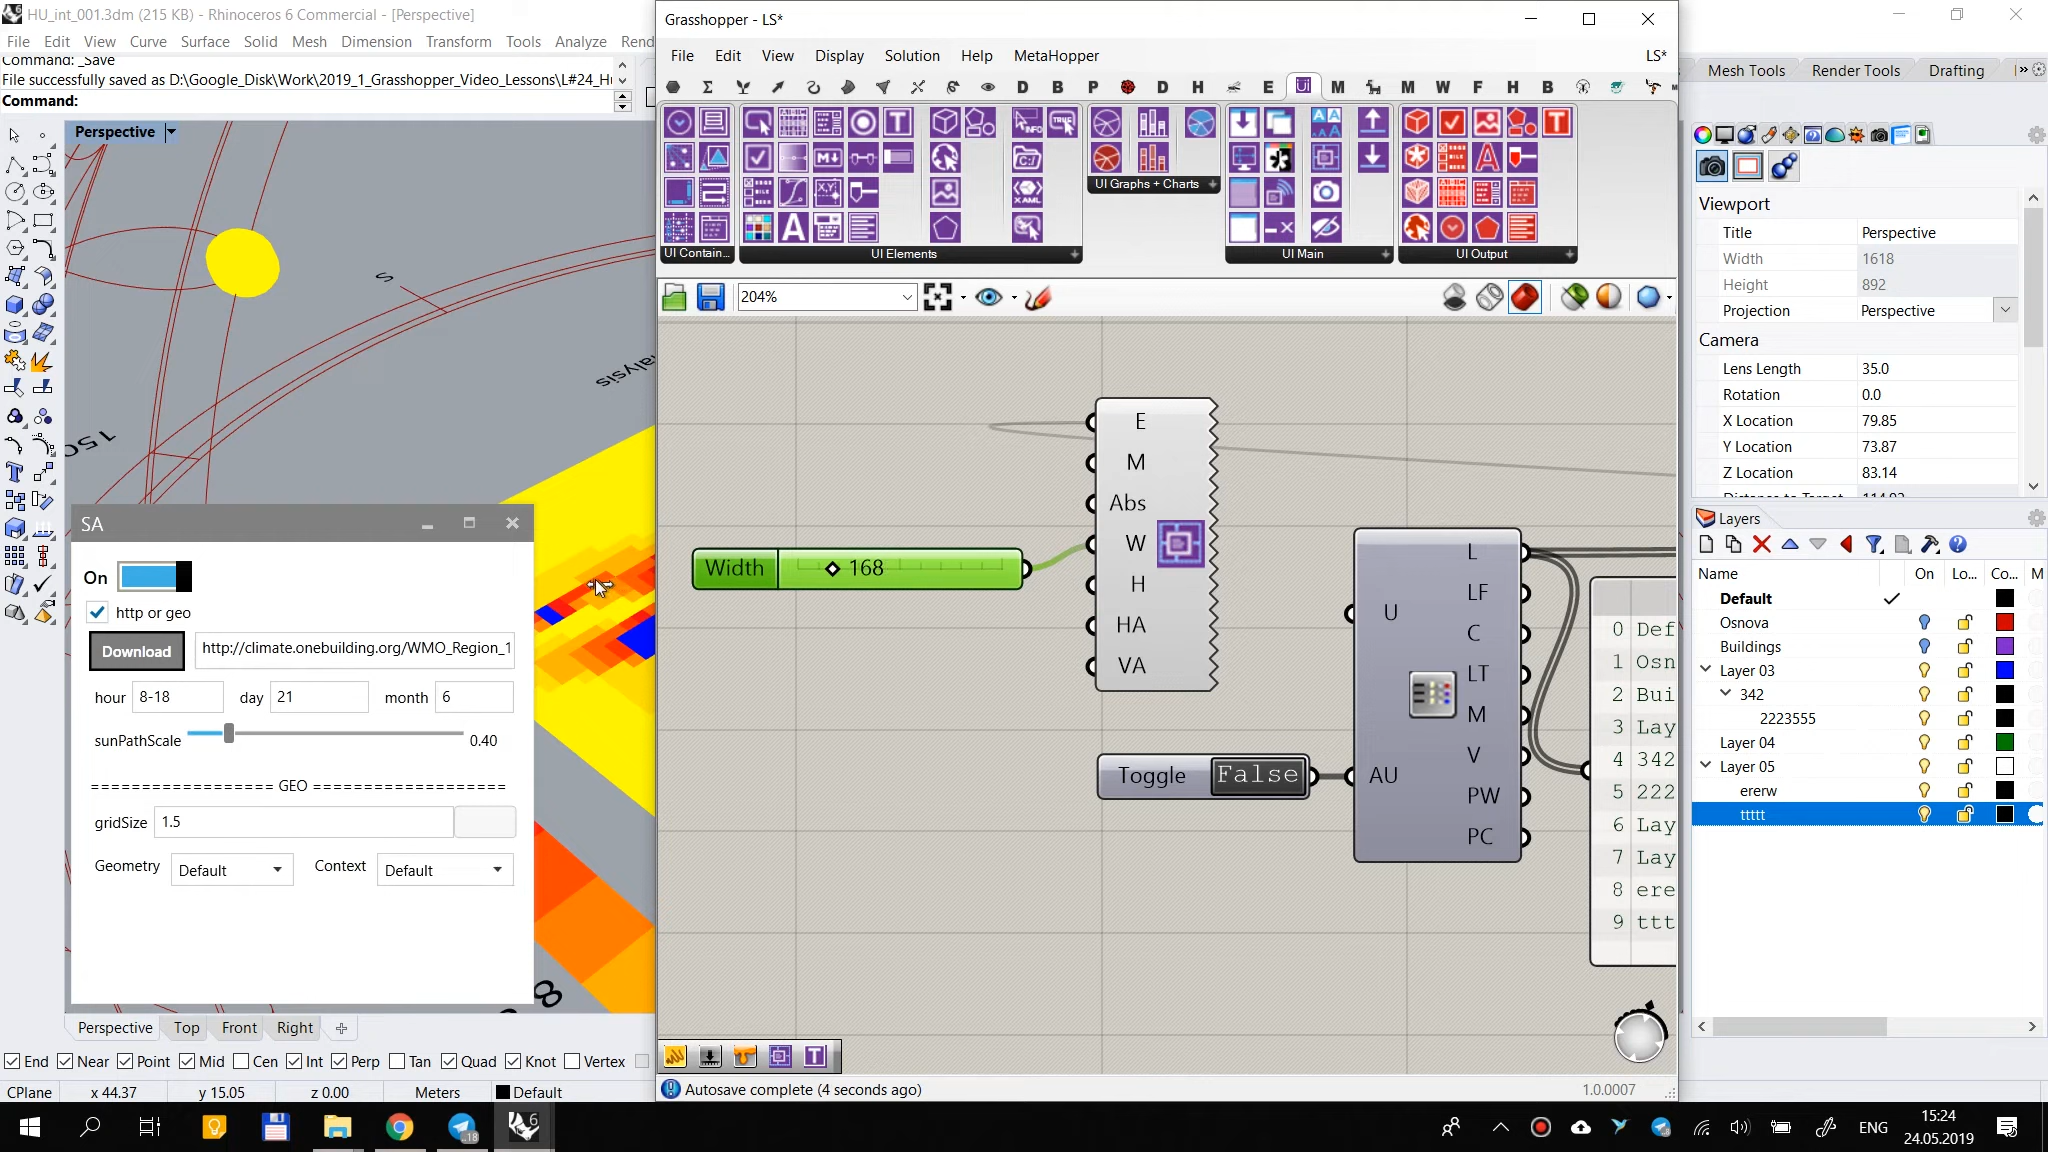 HU_int_001.3dm (215 KB) - Rhinoceros 6 Commercial - [Perspective]
File Edit View Curve Surface Solid Mesh Dimension Transform Tools Analyze Rend
Command: _Save
File successfully saved as D:\Google_Disk\Work\2019_1_Grasshopper_Video_Lessons\L#24_H
Command:
Perspective
S
alysis
150
SA
On
http or geo
Download http://climate.onebuilding.org/WMO_Region_1
hour 8-18 day 21 month 6
sunPathScale 0.40
================== GEO ===================
gridSize 1.5
Geometry Default Context Default
Perspective Top Front Right
End Near Point Mid Cen Int Perp Tan Quad Knot Vertex
CPlane x 44.37 y 15.05 z 0.00 Meters Default
Grasshopper - LS*
File Edit View Display Solution Help MetaHopper LS*
D B P D H E UI M M W F H B
UI Contain... UI Elements UI Graphs + Charts UI Main UI Output
204%
E
M
Abs
W
H
HA
VA
Width 168
Toggle False
U
AU
L
LF
C
LT
M
V
PW
PC
0 Def
1 Osn
2 Bui
3 Lay
4 342
5 222
6 Lay
7 Lay
8 ere
9 ttt
Autosave complete (4 seconds ago) 1.0.0007
Mesh Tools Render Tools Drafting
Viewport
Title Perspective
Width 1618
Height 892
Projection Perspective
Camera
Lens Length 35.0
Rotation 0.0
X Location 79.85
Y Location 73.87
Z Location 83.14
Layers
Name On Lo... Co... M
Default
Osnova
Buildings
Layer 03
342
2223555
Layer 04
Layer 05
ererw
ttttt
ENG
15:24
24.05.2019